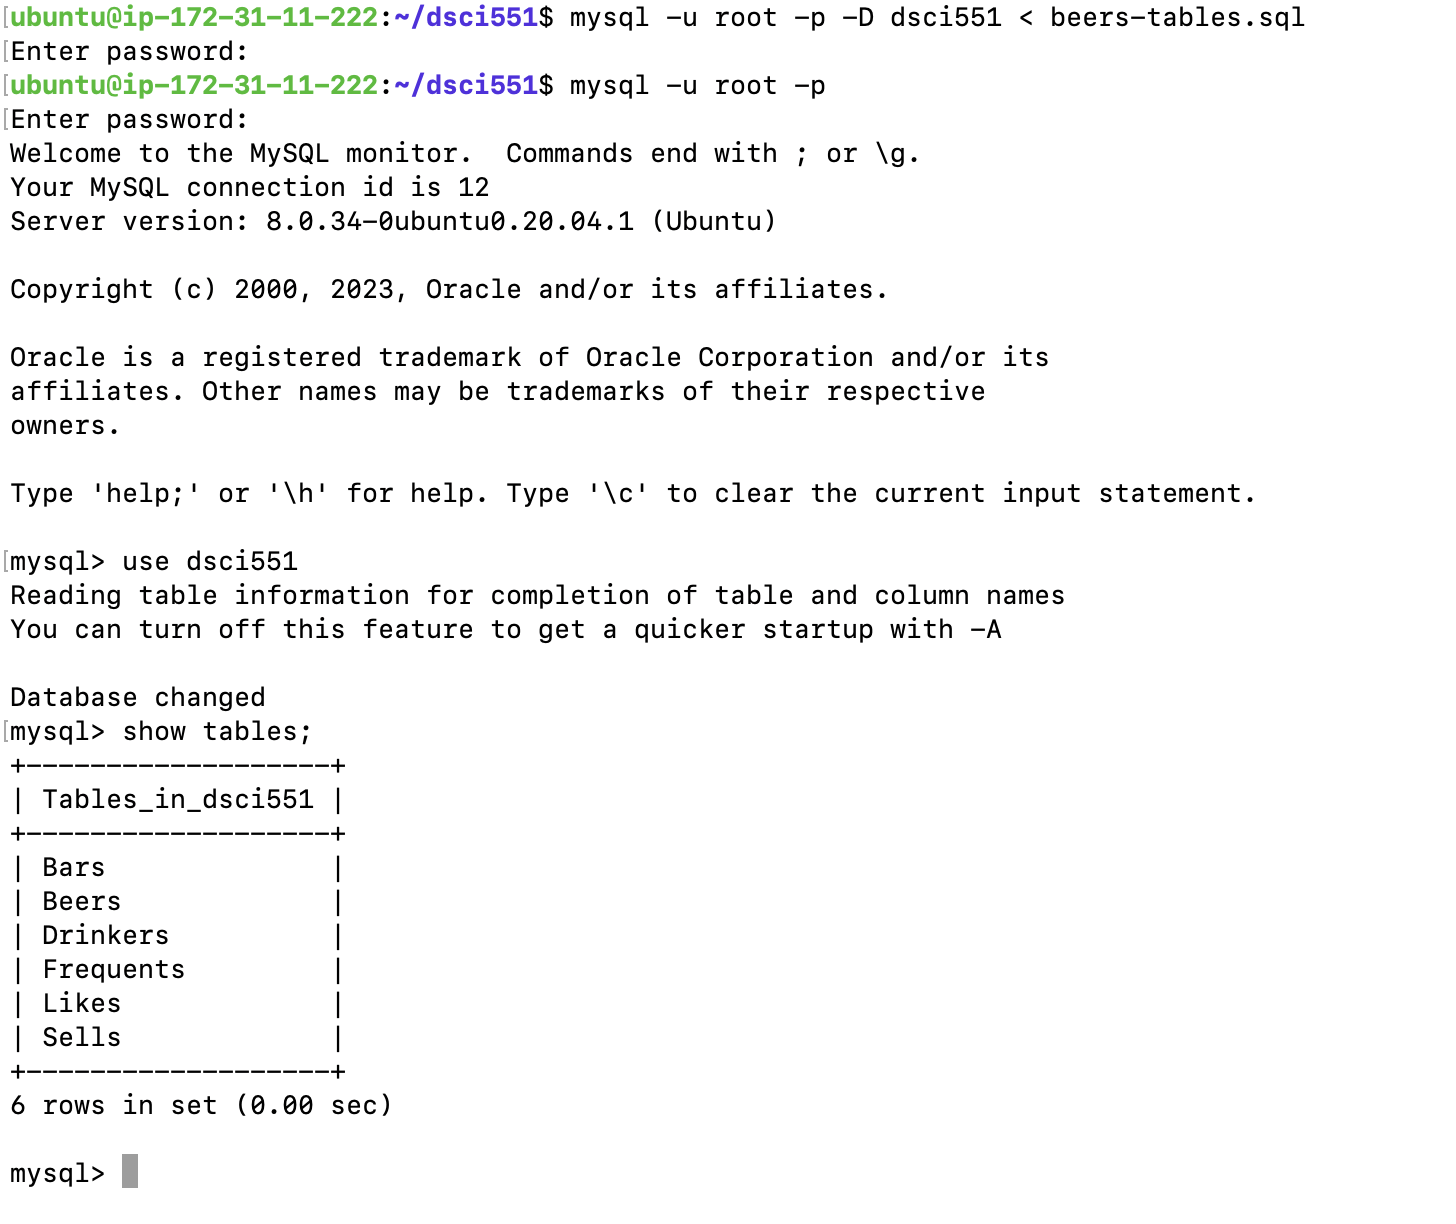 [ubuntu@ip-172-31-11-222:~/dsci551$ mysql -u root -p -D dsci551 < beers-tables.sql
[Enter password:
[ubuntu@ip-172-31-11-222:~/dsci551$ mysql -u root -p
[Enter password:
Welcome to the MySQL monitor.  Commands end with ; or \g.
Your MySQL connection id is 12
Server version: 8.0.34-0ubuntu0.20.04.1 (Ubuntu)

Copyright (c) 2000, 2023, Oracle and/or its affiliates.

Oracle is a registered trademark of Oracle Corporation and/or its
affiliates. Other names may be trademarks of their respective
owners.

Type 'help;' or '\h' for help. Type '\c' to clear the current input statement.

[mysql> use dsci551
Reading table information for completion of table and column names
You can turn off this feature to get a quicker startup with -A

Database changed
[mysql> show tables;
+-------------------+
| Tables_in_dsci551 |
+-------------------+
| Bars              |
| Beers             |
| Drinkers          |
| Frequents         |
| Likes             |
| Sells             |
+-------------------+
6 rows in set (0.00 sec)

mysql>